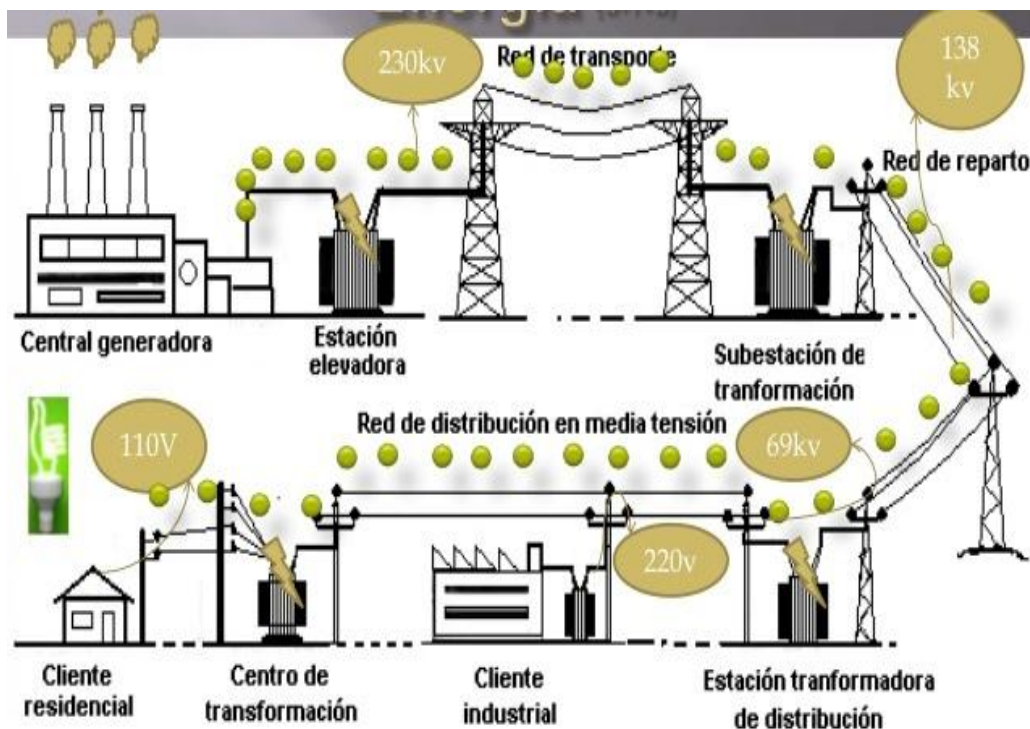 Energía
230kv
Red de transporte
138
kv
Red de reparto
Central generadora
Estación
elevadora
Subestación de
tranformación
Red de distribución en media tensión
110V
69kv
220v
Cliente
residencial
Centro de
transformación
Cliente
industrial
Estación tranformadora
de distribución